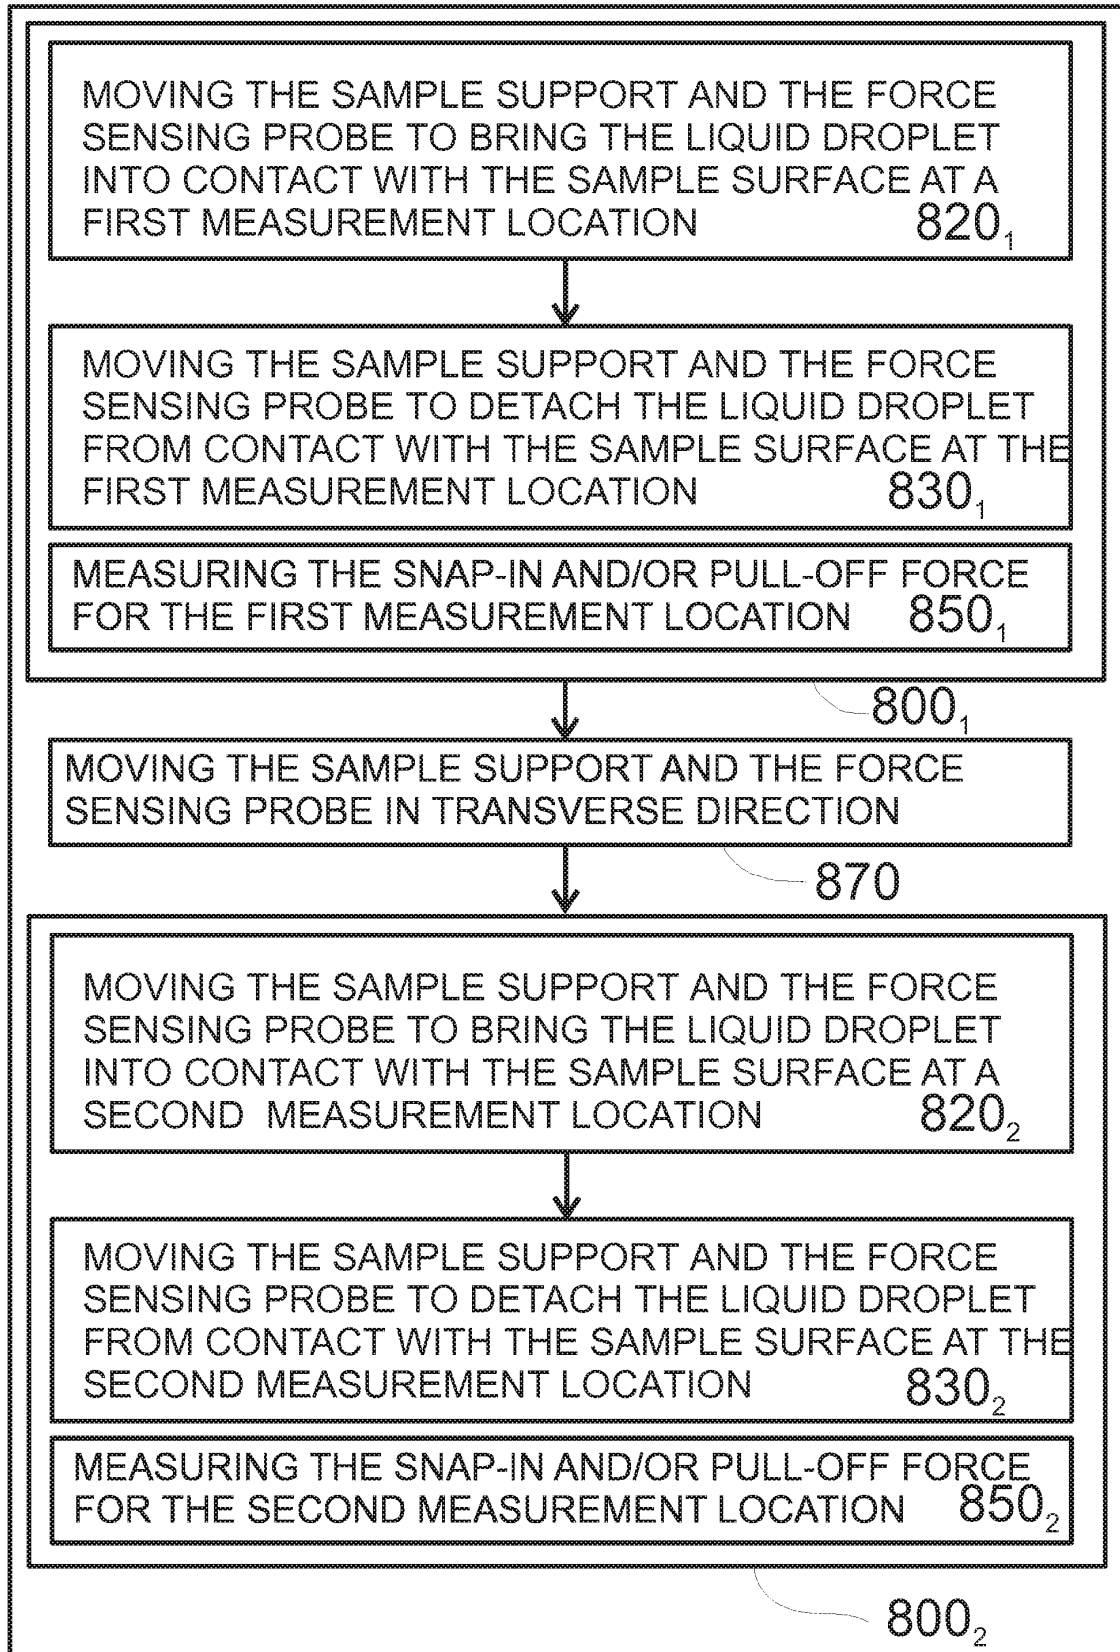 MOVING THE SAMPLE SUPPORT AND THE FORCE
SENSING PROBE TO BRING THE LIQUID DROPLET
INTO CONTACT WITH THE SAMPLE SURFACE AT A
FIRST MEASUREMENT LOCATION 820₁
MOVING THE SAMPLE SUPPORT AND THE FORCE
SENSING PROBE TO DETACH THE LIQUID DROPLET
FROM CONTACT WITH THE SAMPLE SURFACE AT THE
FIRST MEASUREMENT LOCATION 830₁
MEASURING THE SNAP-IN AND/OR PULL-OFF FORCE
FOR THE FIRST MEASUREMENT LOCATION 850₁
800₁
MOVING THE SAMPLE SUPPORT AND THE FORCE
SENSING PROBE IN TRANSVERSE DIRECTION
870
MOVING THE SAMPLE SUPPORT AND THE FORCE
SENSING PROBE TO BRING THE LIQUID DROPLET
INTO CONTACT WITH THE SAMPLE SURFACE AT A
SECOND MEASUREMENT LOCATION 820₂
MOVING THE SAMPLE SUPPORT AND THE FORCE
SENSING PROBE TO DETACH THE LIQUID DROPLET
FROM CONTACT WITH THE SAMPLE SURFACE AT THE
SECOND MEASUREMENT LOCATION 830₂
MEASURING THE SNAP-IN AND/OR PULL-OFF FORCE
FOR THE SECOND MEASUREMENT LOCATION 850₂
800₂